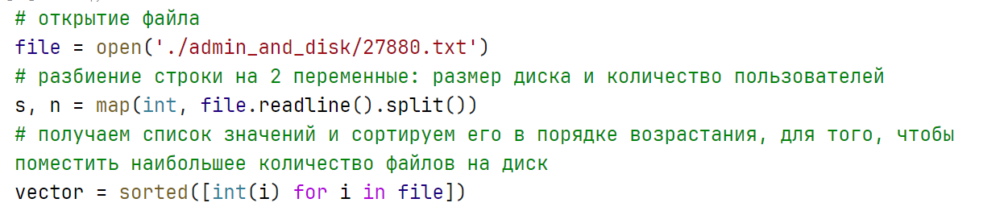 # открытие файла
file = open('./admin_and_disk/27880.txt')
# разбиение строки на 2 переменные: размер диска и количество пользователей
s, n = map(int, file.readline().split())
# получаем список значений и сортируем его в порядке возрастания, для того, чтобы
поместить наибольшее количество файлов на диск
vector = sorted([int(i) for i in file])